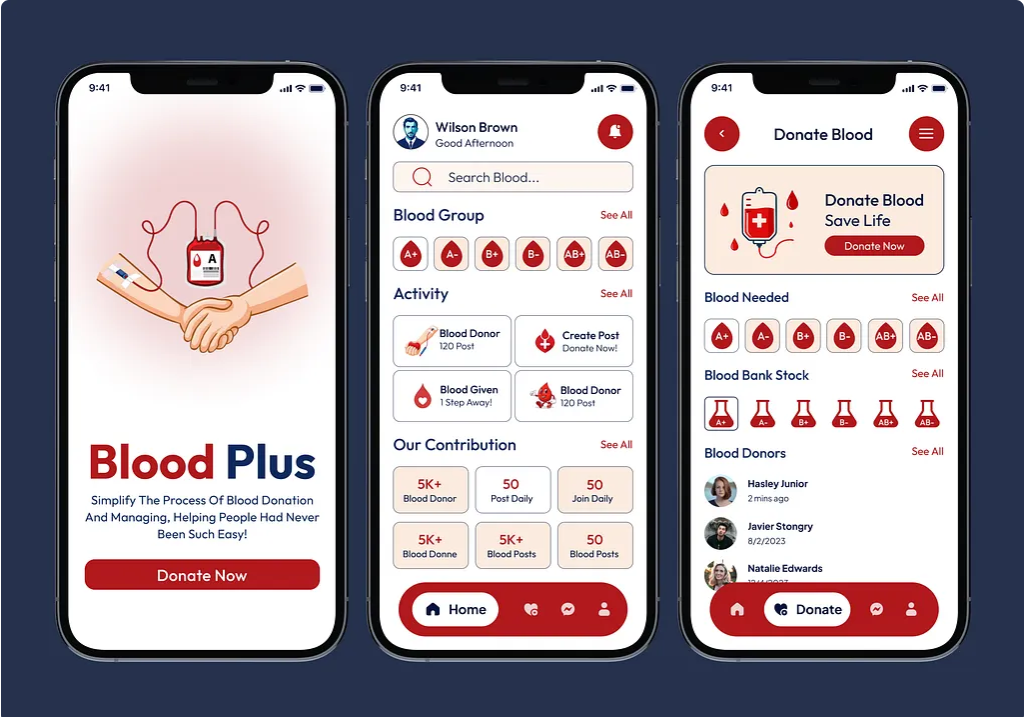 9:41
A
Blood Plus
Simplify The Process Of Blood Donation
And Managing, Helping People Had Never
Been Such Easy!
Donate Now
9:41
Wilson Brown
Good Afternoon
Search Blood...
Blood Group See All
A+ A- B+ B- AB+ AB-
Activity See All
Blood Donor
120 Post
Create Post
Donate Now!
Blood Given
1 Step Away!
Blood Donor
120 Post
Our Contribution See All
5K+
Blood Donor
50
Post Daily
50
Join Daily
5K+
Blood Donne
5K+
Blood Posts
50
Blood Posts
Home
9:41
Donate Blood
Donate Blood
Save Life
Donate Now
Blood Needed See All
A+ A- B+ B- AB+ AB-
Blood Bank Stock See All
A+ A- B+ B- AB+ AB-
Blood Donors See All
Hasley Junior
2 mins ago
Javier Stongry
8/2/2023
Natalie Edwards
Donate